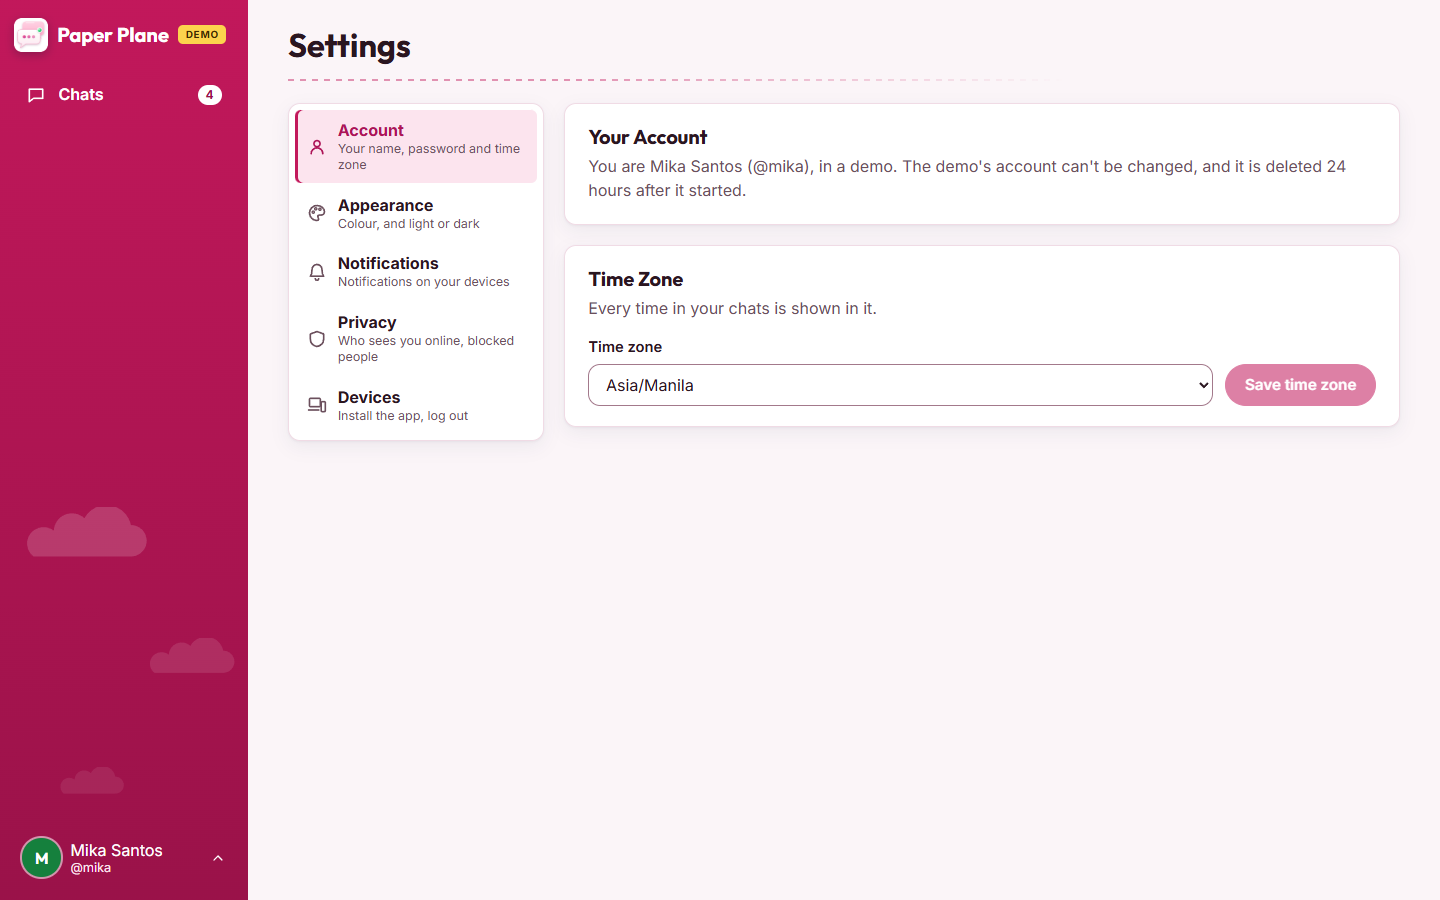 Paper Plane DEMO
Chats 4
Mika Santos
@mika
Settings
Account
Your name, password and time
zone
Appearance
Colour, and light or dark
Notifications
Notifications on your devices
Privacy
Who sees you online, blocked
people
Devices
Install the app, log out
Your Account
You are Mika Santos (@mika), in a demo. The demo's account can't be changed, and it is deleted 24
hours after it started.
Time Zone
Every time in your chats is shown in it.
Time zone
Asia/Manila
Save time zone
M